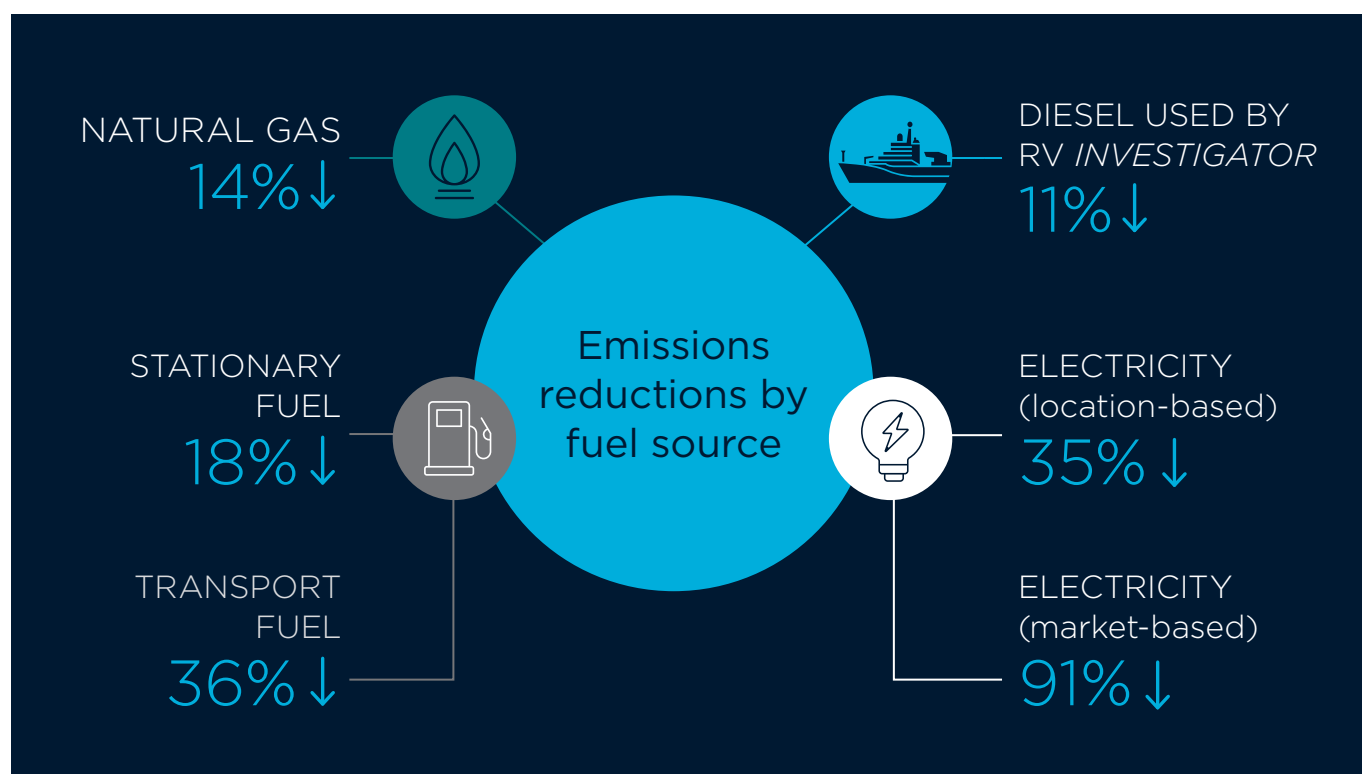 NATURAL GAS
14%↓
DIESEL USED BY
RV INVESTIGATOR
11%↓
Emissions
reductions by
fuel source
STATIONARY
FUEL
18%↓
ELECTRICITY
(location-based)
35%↓
TRANSPORT
FUEL
36%↓
ELECTRICITY
(market-based)
91%↓